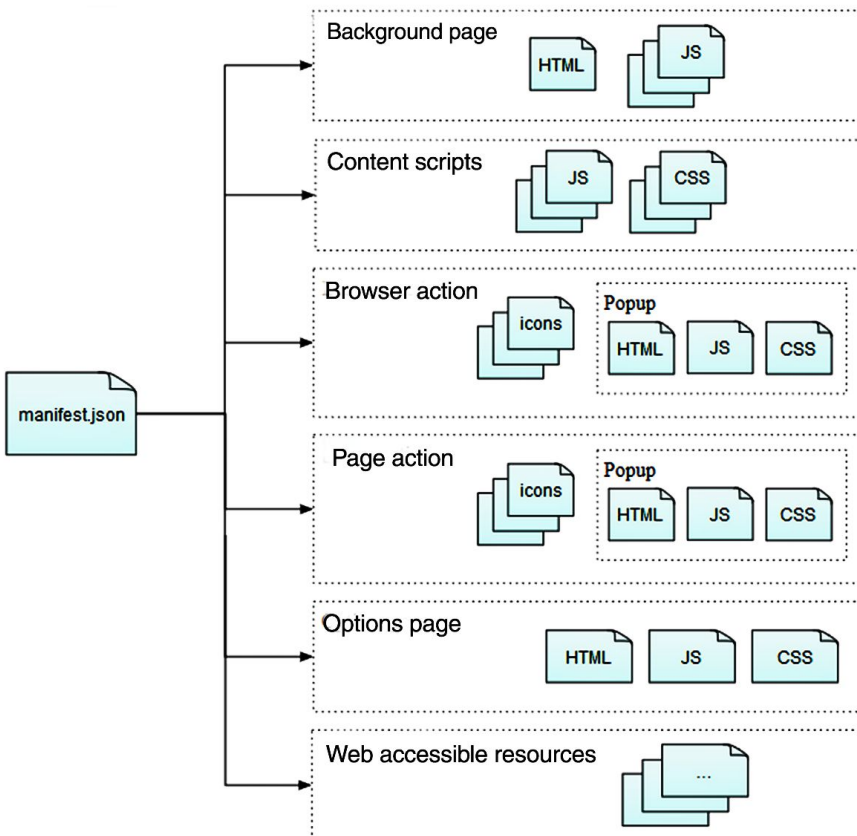 Background page
HTML
JS
Content scripts
JS
CSS
Browser action
icons
Popup
HTML
JS
CSS
manifest.json
Page action
icons
Popup
HTML
JS
CSS
Options page
HTML
JS
CSS
Web accessible resources
...